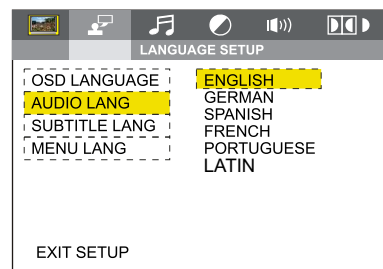 LANGUAGE SETUP
OSD LANGUAGE
AUDIO LANG
SUBTITLE LANG
MENU LANG
ENGLISH
GERMAN
SPANISH
FRENCH
PORTUGUESE
LATIN
EXIT SETUP